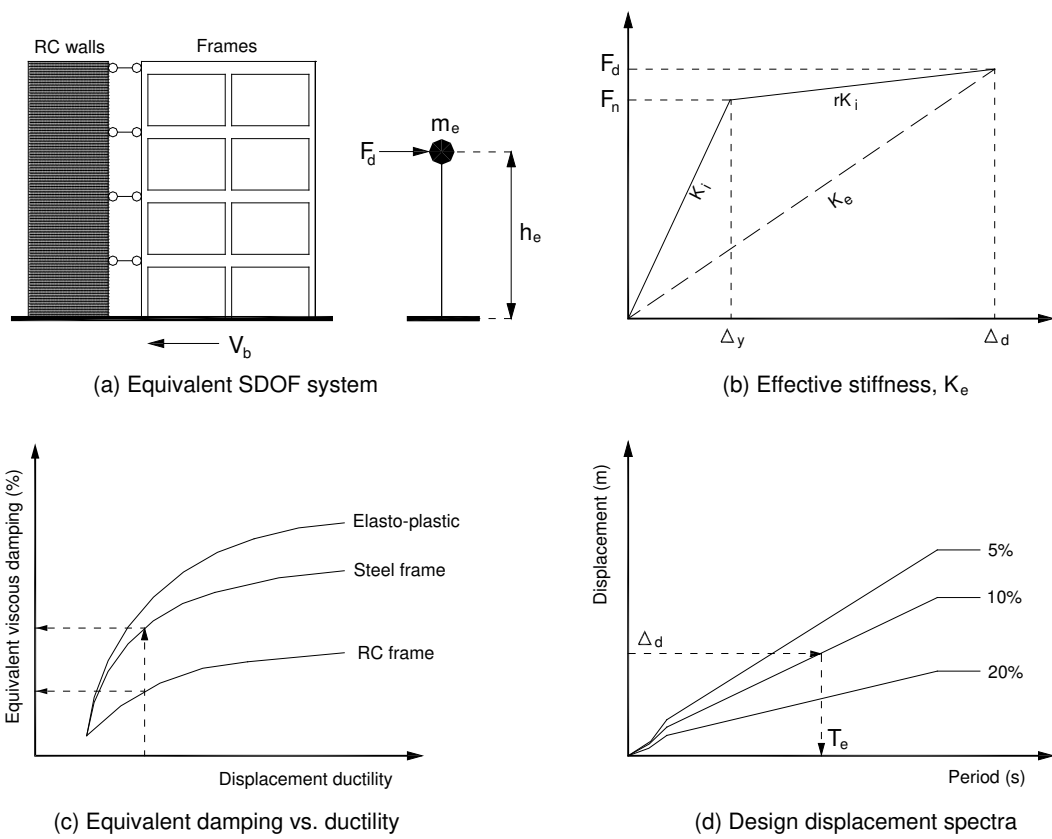 RC walls
Frames
m_e
F_d
h_e
V_b
(a) Equivalent SDOF system
F_d
F_n
rK_i
K_i
K_e
Δ_y
Δ_d
(b) Effective stiffness, K_e
Equivalent viscous damping (%)
Elasto-plastic
Steel frame
RC frame
Displacement ductility
(c) Equivalent damping vs. ductility
Displacement (m)
5%
10%
Δ_d
20%
T_e
Period (s)
(d) Design displacement spectra